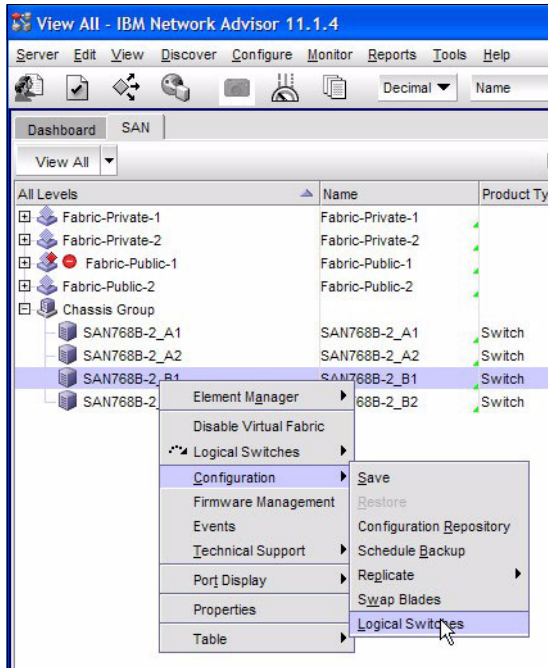 View All - IBM Network Advisor 11.1.4
Server Edit View Discover Configure Monitor Reports Tools Help
Decimal Name
Dashboard SAN
View All
All Levels Name Product Ty
Fabric-Private-1 Fabric-Private-1
Fabric-Private-2 Fabric-Private-2
Fabric-Public-1 Fabric-Public-1
Fabric-Public-2 Fabric-Public-2
Chassis Group
SAN768B-2_A1 SAN768B-2_A1 Switch
SAN768B-2_A2 SAN768B-2_A2 Switch
SAN768B-2_B1 SAN768B-2_B1 Switch
SAN768B-2_ 68B-2_B2 Switch
Element Manager
Disable Virtual Fabric
Logical Switches
Configuration
Firmware Management
Events
Technical Support
Port Display
Properties
Table
Save
Restore
Configuration Repository
Schedule Backup
Replicate
Swap Blades
Logical Switches